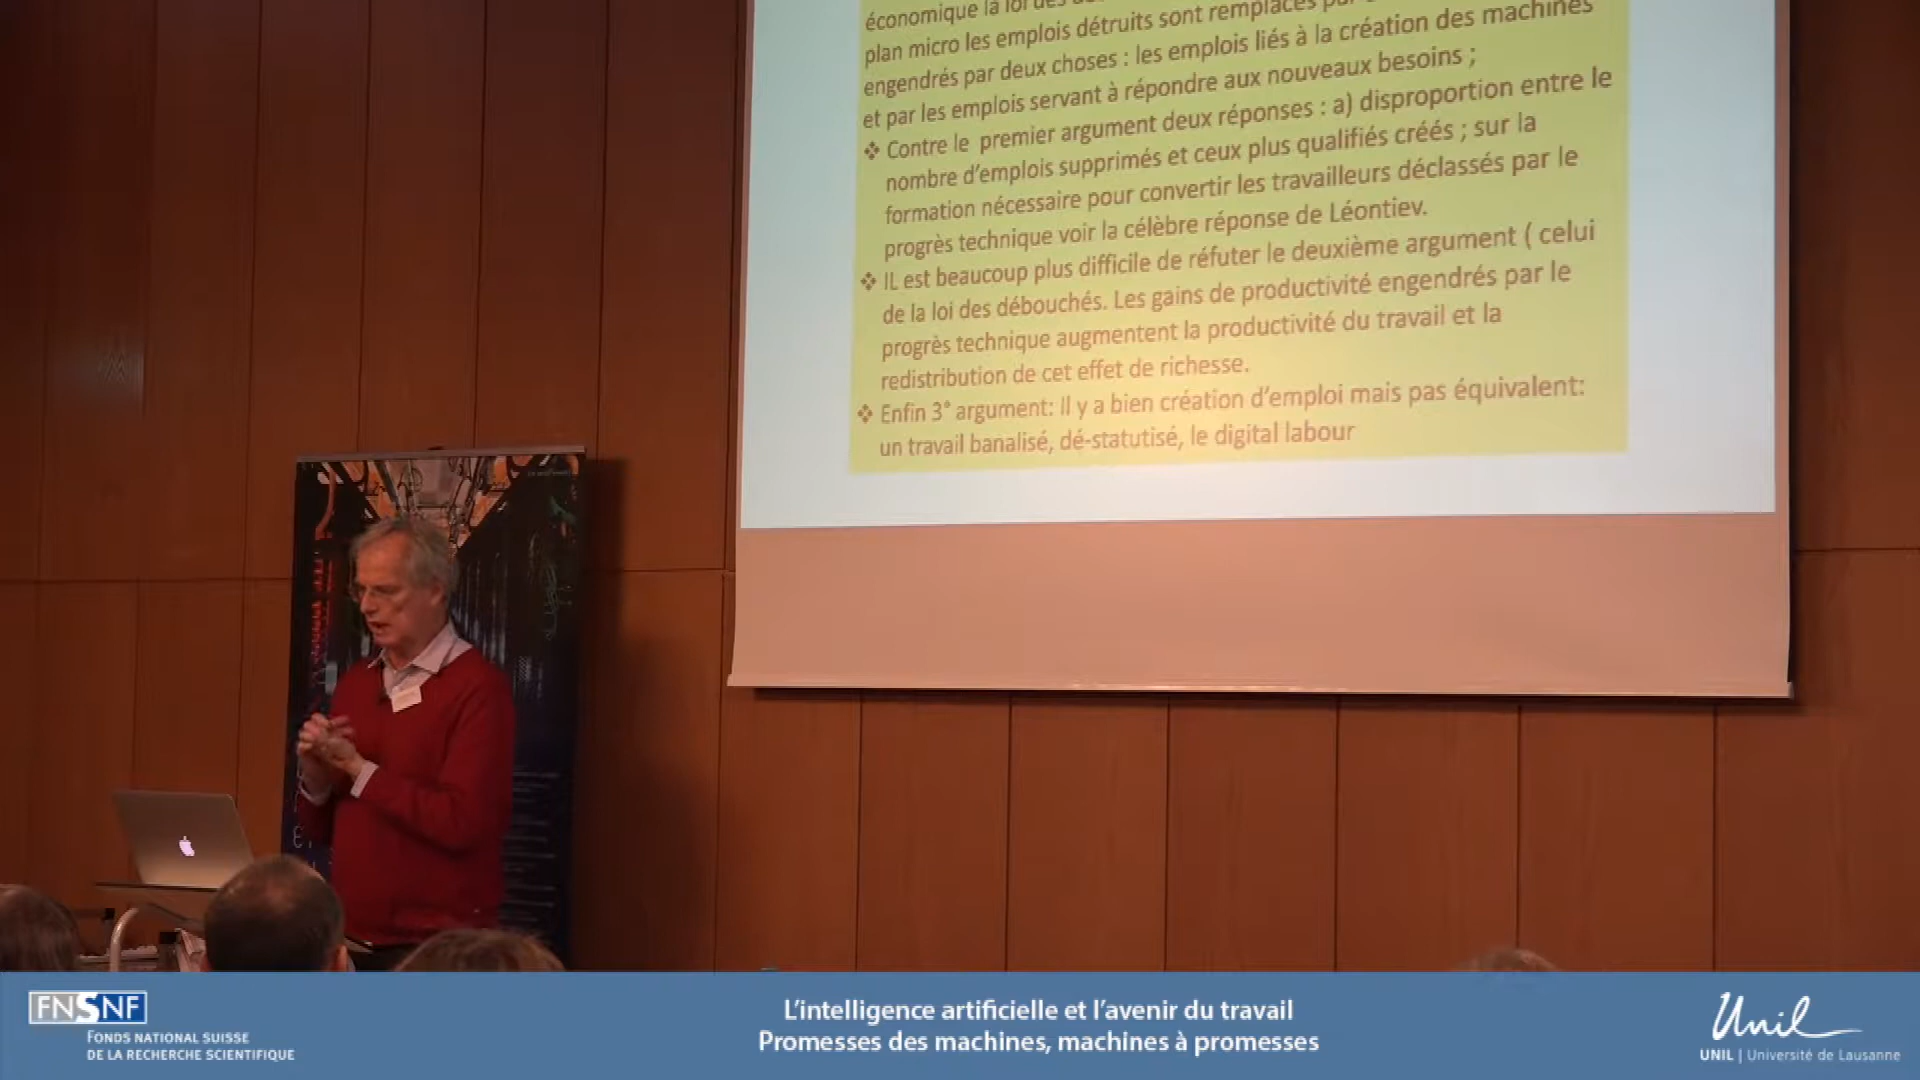 économique la loi des
plan micro les emplois détruits sont remplacés
engendrés par deux choses : les emplois liés à la création des machines
et par les emplois servant à répondre aux nouveaux besoins ;
❖ Contre le premier argument deux réponses : a) disproportion entre le
nombre d'emplois supprimés et ceux plus qualifiés créés ; sur la
formation nécessaire pour convertir les travailleurs déclassés par le
progrès technique voir la célèbre réponse de Léontiev.
❖ IL est beaucoup plus difficile de réfuter le deuxième argument ( celui
de la loi des débouchés. Les gains de productivité engendrés par le
progrès technique augmentent la productivité du travail et la
redistribution de cet effet de richesse.
❖ Enfin 3° argument: Il y a bien création d'emploi mais pas équivalent:
un travail banalisé, dé-statutisé, le digital labour
FNSNF
FONDS NATIONAL SUISSE
DE LA RECHERCHE SCIENTIFIQUE
L'intelligence artificielle et l'avenir du travail
Promesses des machines, machines à promesses
Unil
UNIL | Université de Lausanne